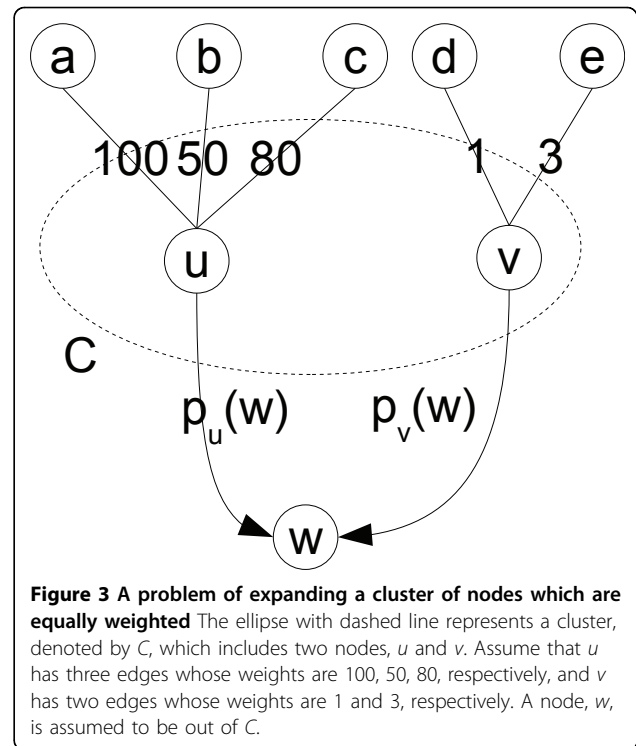 a b c d e
100 50 80 1 3
u v
C
p_u(w) p_v(w)
w
Figure 3 A problem of expanding a cluster of nodes which are
equally weighted The ellipse with dashed line represents a cluster,
denoted by C, which includes two nodes, u and v. Assume that u
has three edges whose weights are 100, 50, 80, respectively, and v
has two edges whose weights are 1 and 3, respectively. A node, w,
is assumed to be out of C.